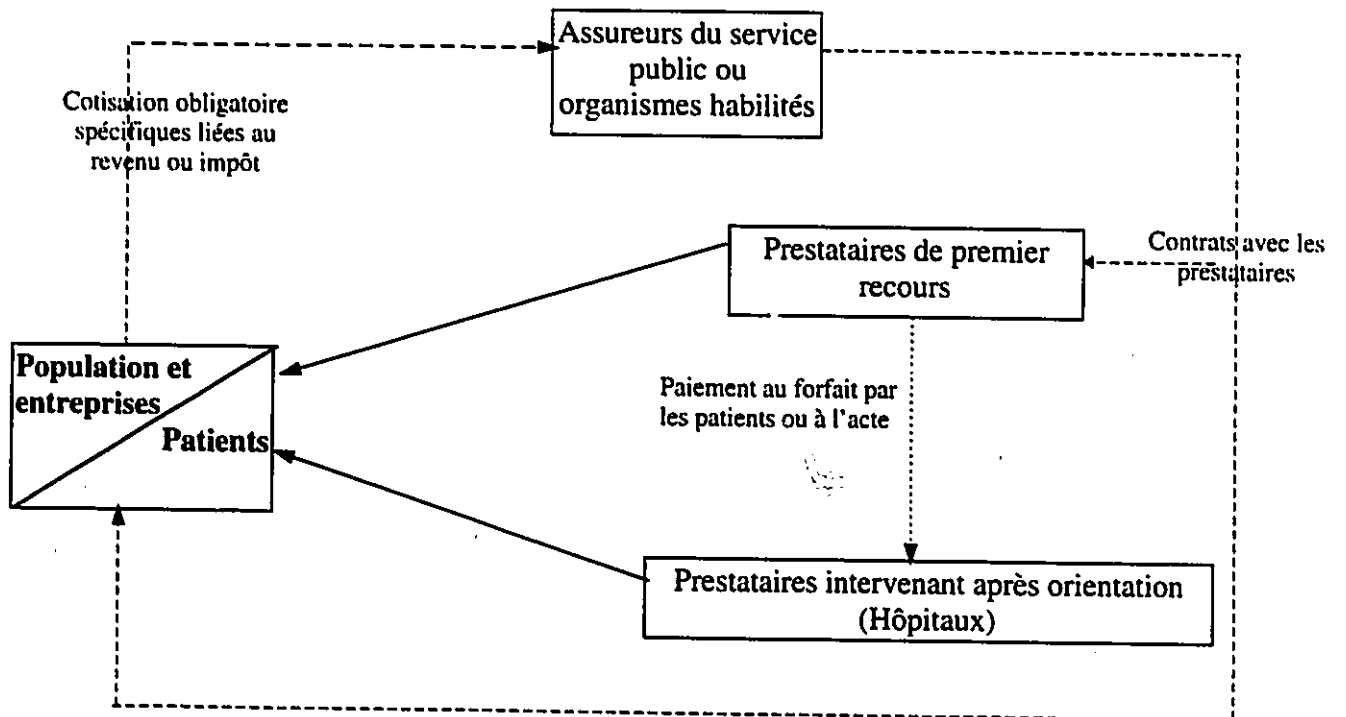 Assureurs du service
public ou
organismes habilités
Cotisation obligatoire
spécifiques liées au
revenu ou impôt
Prestataires de premier
recours
Contrats avec les
prestataires
Population et
entreprises
Patients
Paiement au forfait par
les patients ou à l'acte
Prestataires intervenant après orientation
(Hôpitaux)